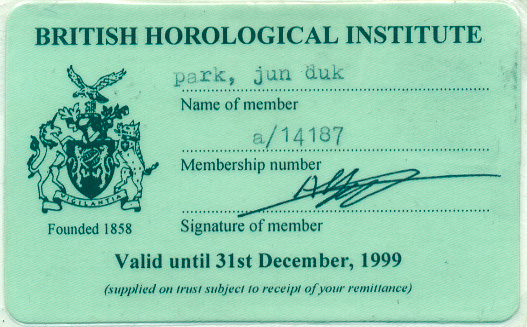 BRITISH HOROLOGICAL INSTITUTE
park, jun duk
Name of member
a/14187
Membership number
VIGILANTIA
Founded 1858
Signature of member
Valid until 31st December, 1999
(supplied on trust subject to receipt of your remittance)